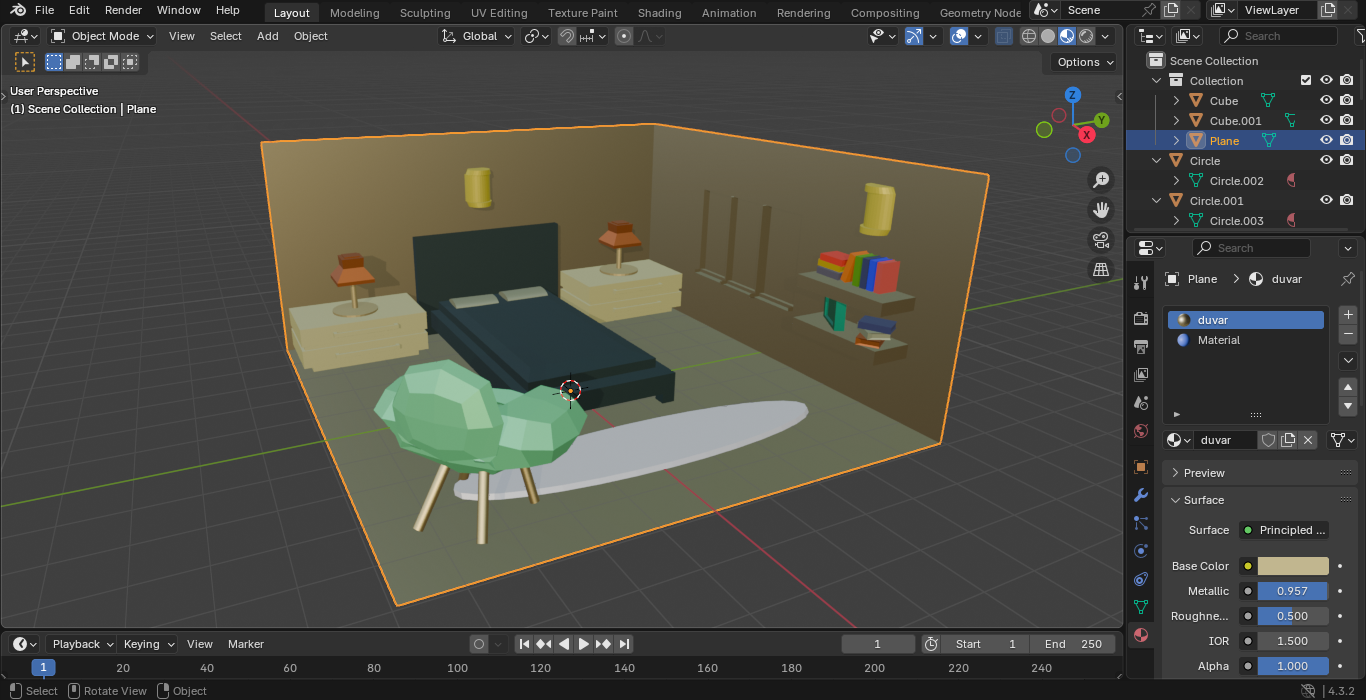 File Edit Render Window Help Layout Modeling Sculpting UV Editing Texture Paint Shading Animation Rendering Compositing Geometry Node Scene ViewLayer
Object Mode View Select Add Object Global Search
Options
User Perspective
(1) Scene Collection | Plane
Z
Y
X
Scene Collection
Collection
Cube
Cube.001
Plane
Circle
Circle.002
Circle.001
Circle.003
Search
Plane duvar
duvar
Material
duvar
Preview
Surface
Surface Principled ...
Base Color
Metallic 0.957
Roughne... 0.500
IOR 1.500
Alpha 1.000
Playback Keying View Marker 1 Start 1 End 250
1 20 40 60 80 100 120 140 160 180 200 220 240
Select Rotate View Object 4.3.2